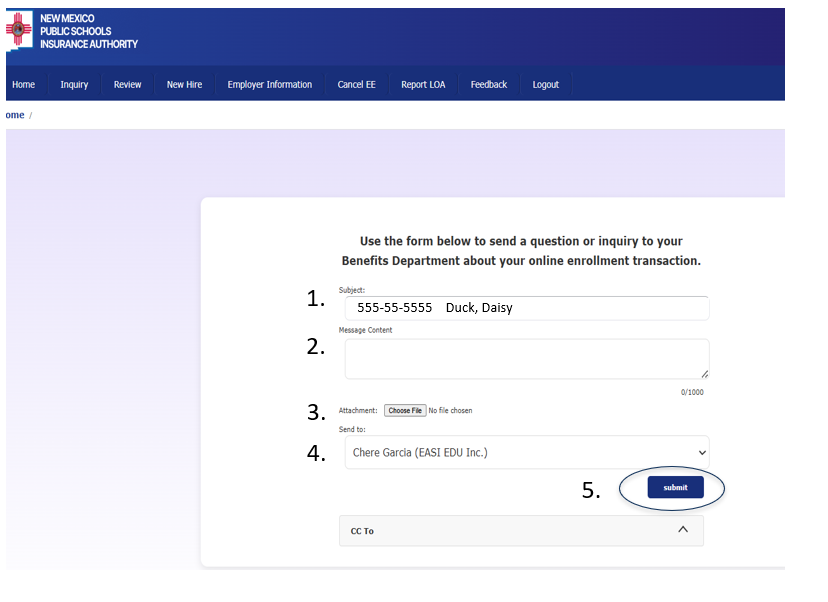 NEW MEXICO
PUBLIC SCHOOLS
INSURANCE AUTHORITY
Home Inquiry Review New Hire Employer Information Cancel EE Report LOA Feedback Logout
ome /
Use the form below to send a question or inquiry to your
Benefits Department about your online enrollment transaction.
Subject:
1. 555-55-5555 Duck, Daisy
Message Content
2.
0/1000
3. Attachment: Choose File No file chosen
Send to:
4. Chere Garcia (EASI EDU Inc.)
5. submit
CC To